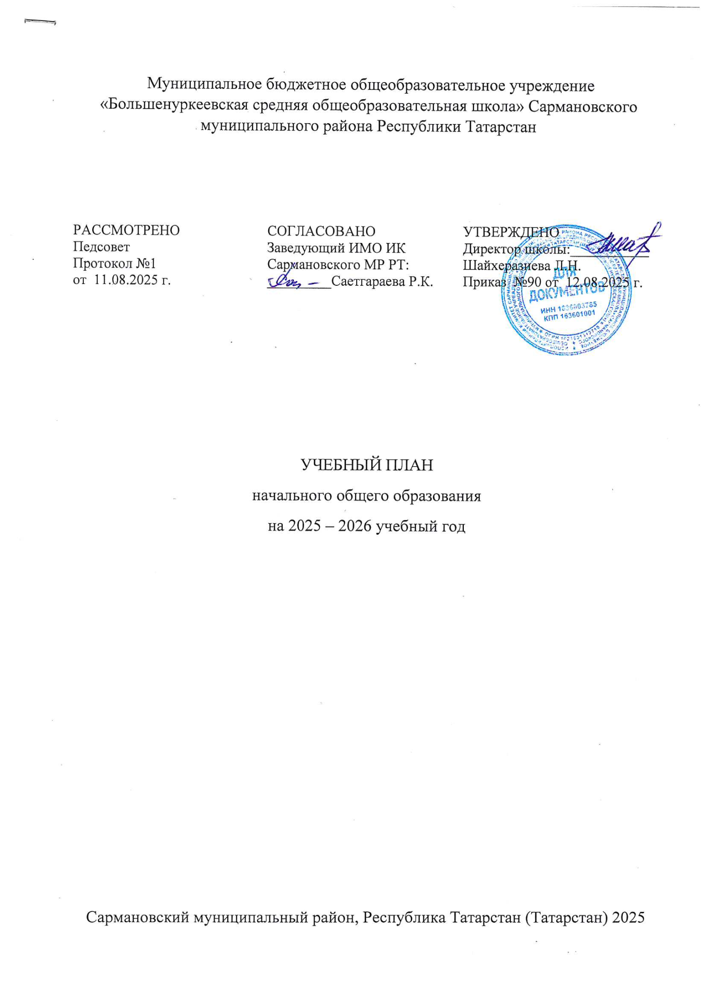 Муниципальное бюджетное общеобразовательное учреждение
«Большенуркеевская средняя общеобразовательная школа» Сармановского
муниципального района Республики Татарстан
РАССМОТРЕНО
Педсовет
Протокол №1
от 11.08.2025 г.
СОГЛАСОВАНО
Заведующий ИМО ИК
Сармановского МР РТ:
__________Саетгараева Р.К.
УТВЕРЖДЕНО
Директор школы:____________
Шайхеразиева Л.Н.
Приказ №90 от 12.08.2025 г.
ДЛЯ
ДОКУМЕНТОВ
ИНН
КПП 163601001
УЧЕБНЫЙ ПЛАН
начального общего образования
на 2025 – 2026 учебный год
Сармановский муниципальный район, Республика Татарстан (Татарстан) 2025